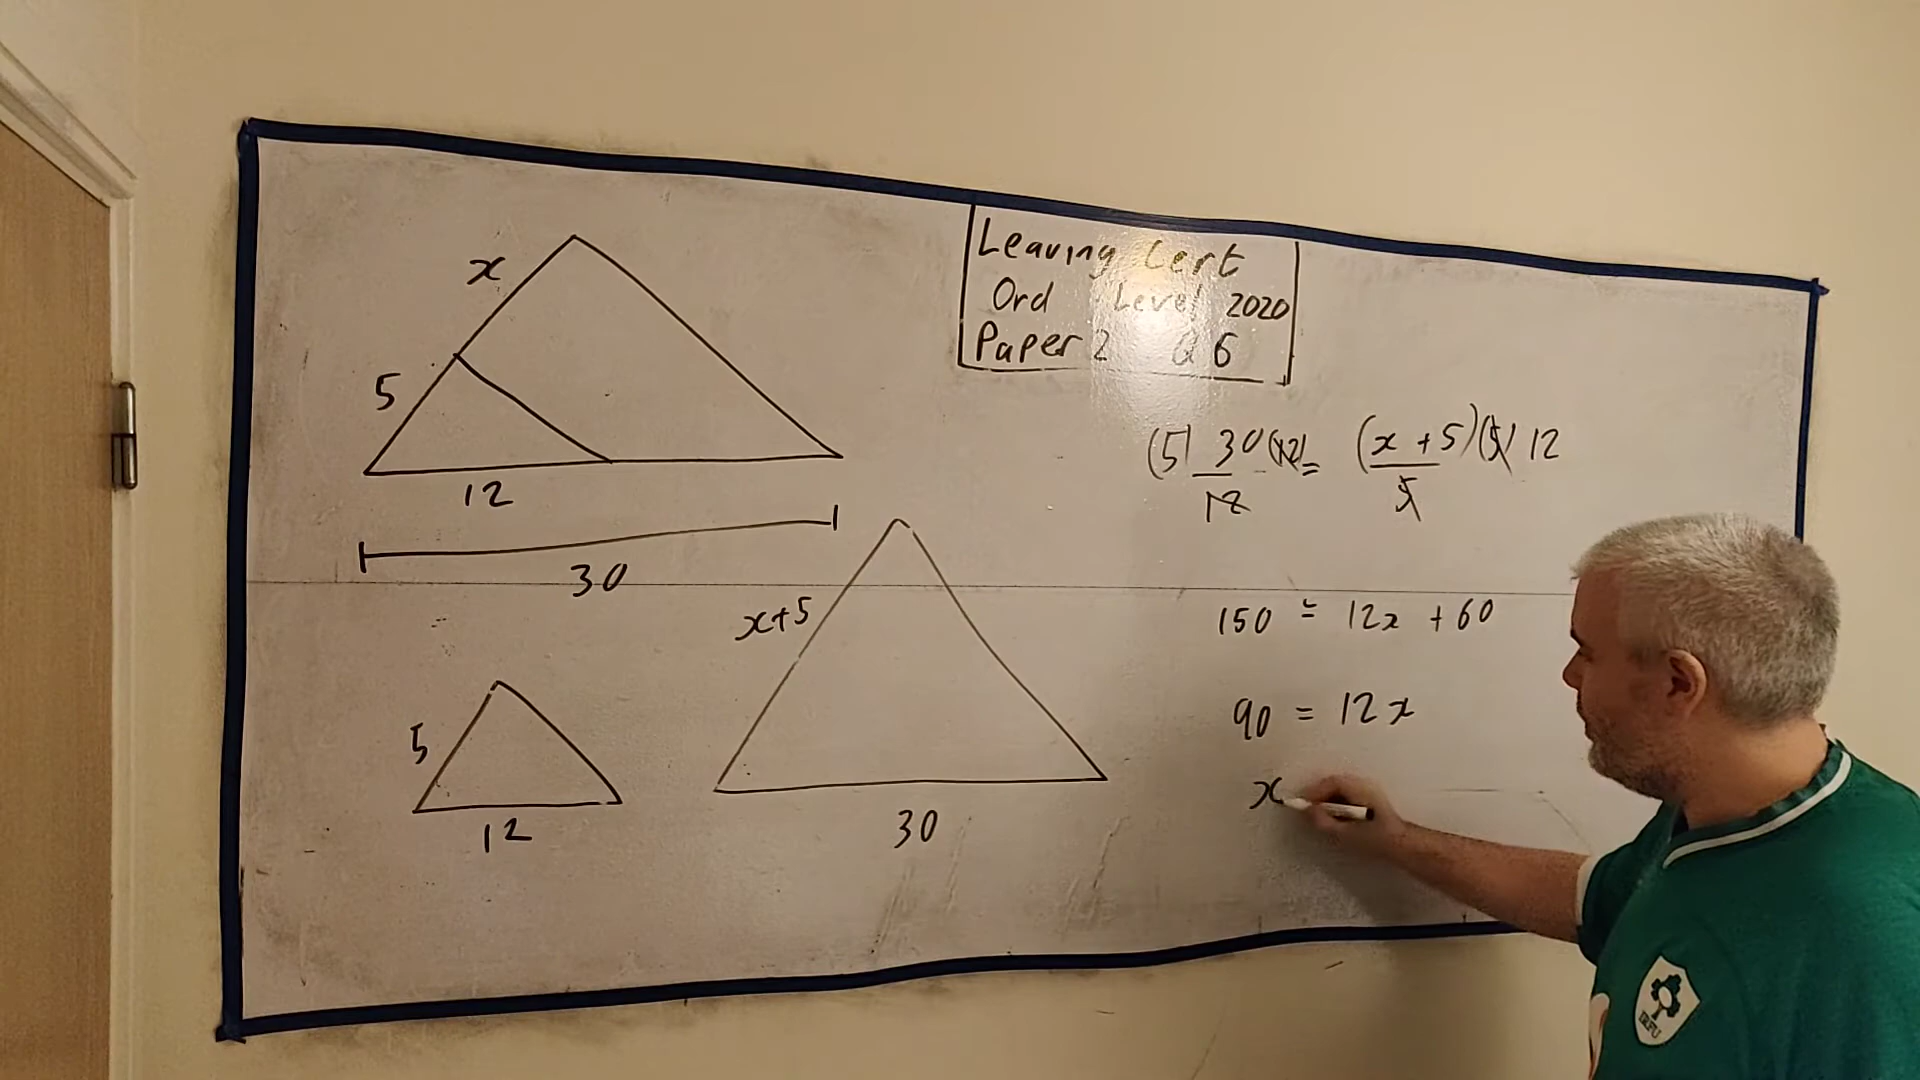 Leaving Cert
Ord Level 2020
Paper 2 Q6
x
5
12
30
(5) 30(12) = (x + 5)(5) 12
12 5
x+5
150 = 12x + 60
5
90 = 12x
12
30
x
IRFU